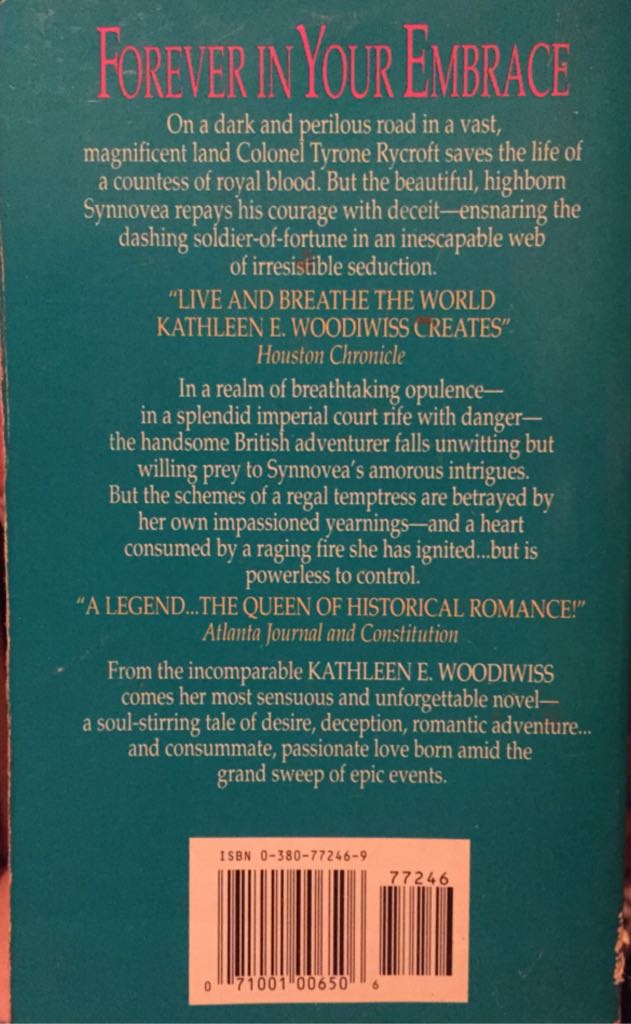 FOREVER IN YOUR EMBRACE
On a dark and perilous road in a vast,
magnificent land Colonel Tyrone Rycroft saves the life of
a countess of royal blood. But the beautiful, highborn
Synnovea repays his courage with deceit—ensnaring the
dashing soldier-of-fortune in an inescapable web
of irresistible seduction.
"LIVE AND BREATHE THE WORLD
KATHLEEN E. WOODIWISS CREATES"
Houston Chronicle
In a realm of breathtaking opulence—
in a splendid imperial court rife with danger—
the handsome British adventurer falls unwitting but
willing prey to Synnovea's amorous intrigues.
But the schemes of a regal temptress are betrayed by
her own impassioned yearnings—and a heart
consumed by a raging fire she has ignited...but is
powerless to control.
"A LEGEND...THE QUEEN OF HISTORICAL ROMANCE!"
Atlanta Journal and Constitution
From the incomparable KATHLEEN E. WOODIWISS
comes her most sensuous and unforgettable novel—
a soul-stirring tale of desire, deception, romantic adventure...
and consummate, passionate love born amid the
grand sweep of epic events.
ISBN 0-380-77246-9
77246
0 71001 00650 6